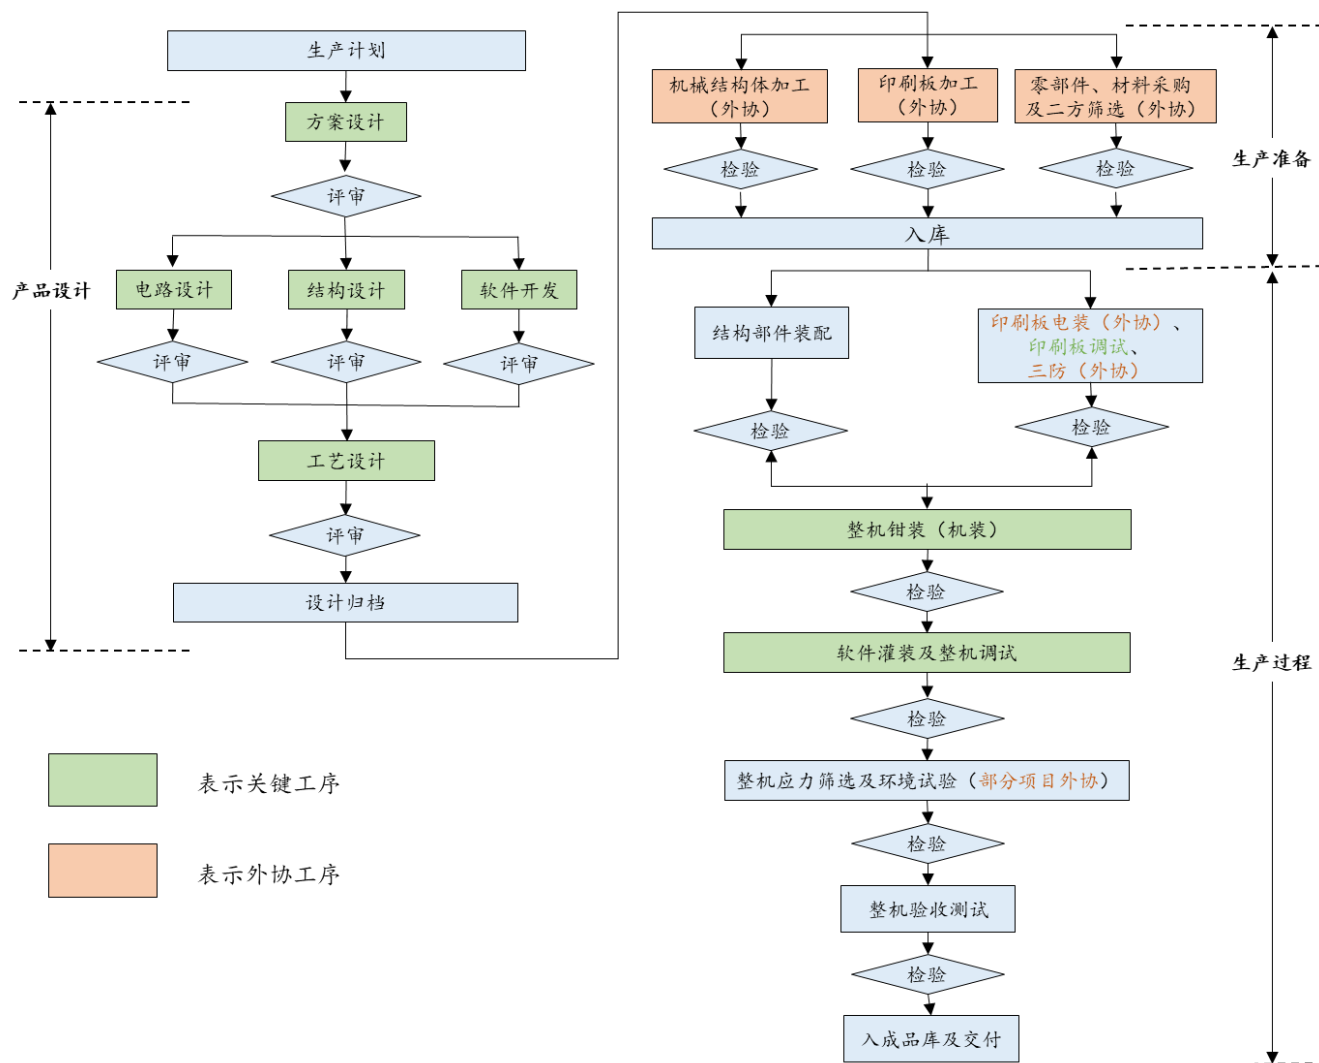 生产计划
方案设计
评审
产品设计
电路设计
结构设计
软件开发
评审
评审
评审
工艺设计
评审
设计归档
表示关键工序
表示外协工序
机械结构体加工
（外协）
印刷板加工
（外协）
零部件、材料采购
及二方筛选（外协）
检验
检验
检验
生产准备
入库
结构部件装配
印刷板电装（外协）、
印刷板调试、
三防（外协）
检验
检验
整机钳装（机装）
检验
软件灌装及整机调试
生产过程
检验
整机应力筛选及环境试验（部分项目外协）
检验
整机验收测试
检验
入成品库及交付